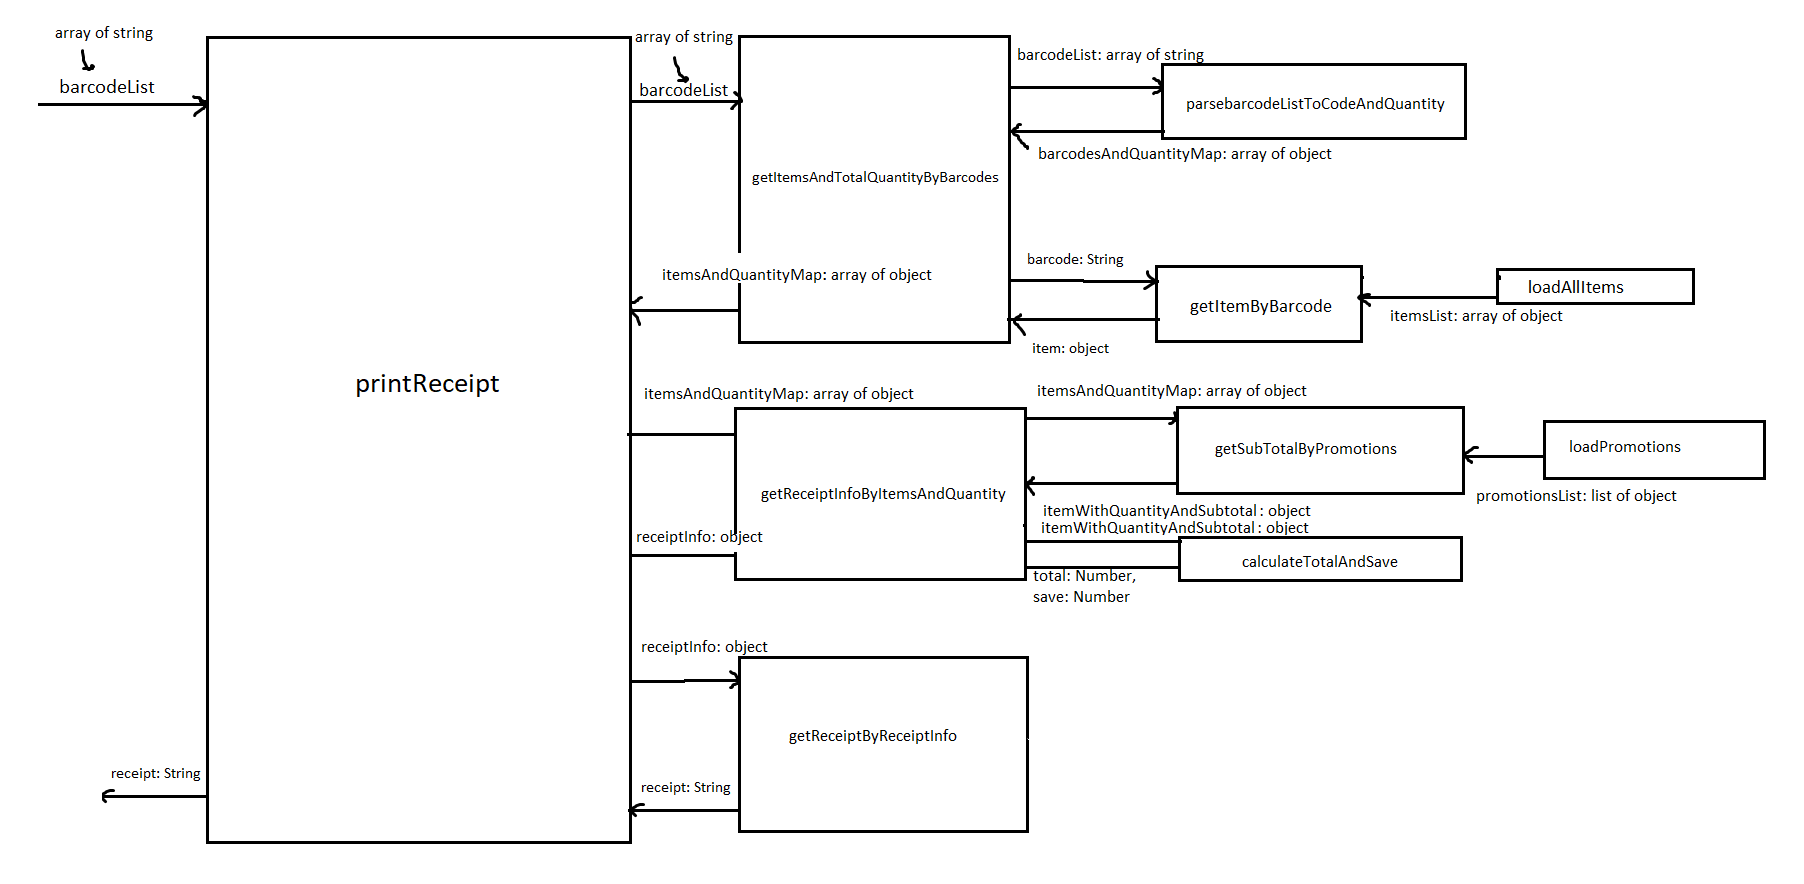 array of string
barcodeList
array of string
barcodeList
barcodeList: array of string
parsebarcodeListToCodeAndQuantity
barcodesAndQuantityMap: array of object
getItemsAndTotalQuantityByBarcodes
itemsAndQuantityMap: array of object
barcode: String
getItemByBarcode
loadAllItems
itemsList: array of object
item: object
printReceipt
itemsAndQuantityMap: array of object
itemsAndQuantityMap: array of object
getSubTotalByPromotions
loadPromotions
promotionsList: list of object
getReceiptInfoByItemsAndQuantity
itemWithQuantityAndSubtotal: object
itemWithQuantityAndSubtotal: object
receiptInfo: object
calculateTotalAndSave
total: Number,
save: Number
receiptInfo: object
getReceiptByReceiptInfo
receipt: String
receipt: String